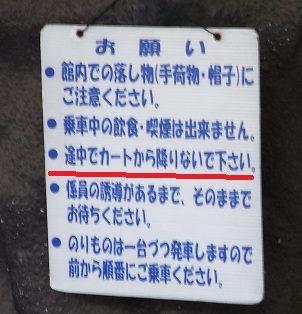 お願い
●館内での落し物(手荷物・帽子)に
ご注意ください。
●乗車中の飲食・喫煙は出来ません。
●途中でカートから降りないで下さい。
●係員の誘導があるまで、そのままで
お待ちください。
●のりものは一台づつ発車しますので
前から順番にご乗車ください。